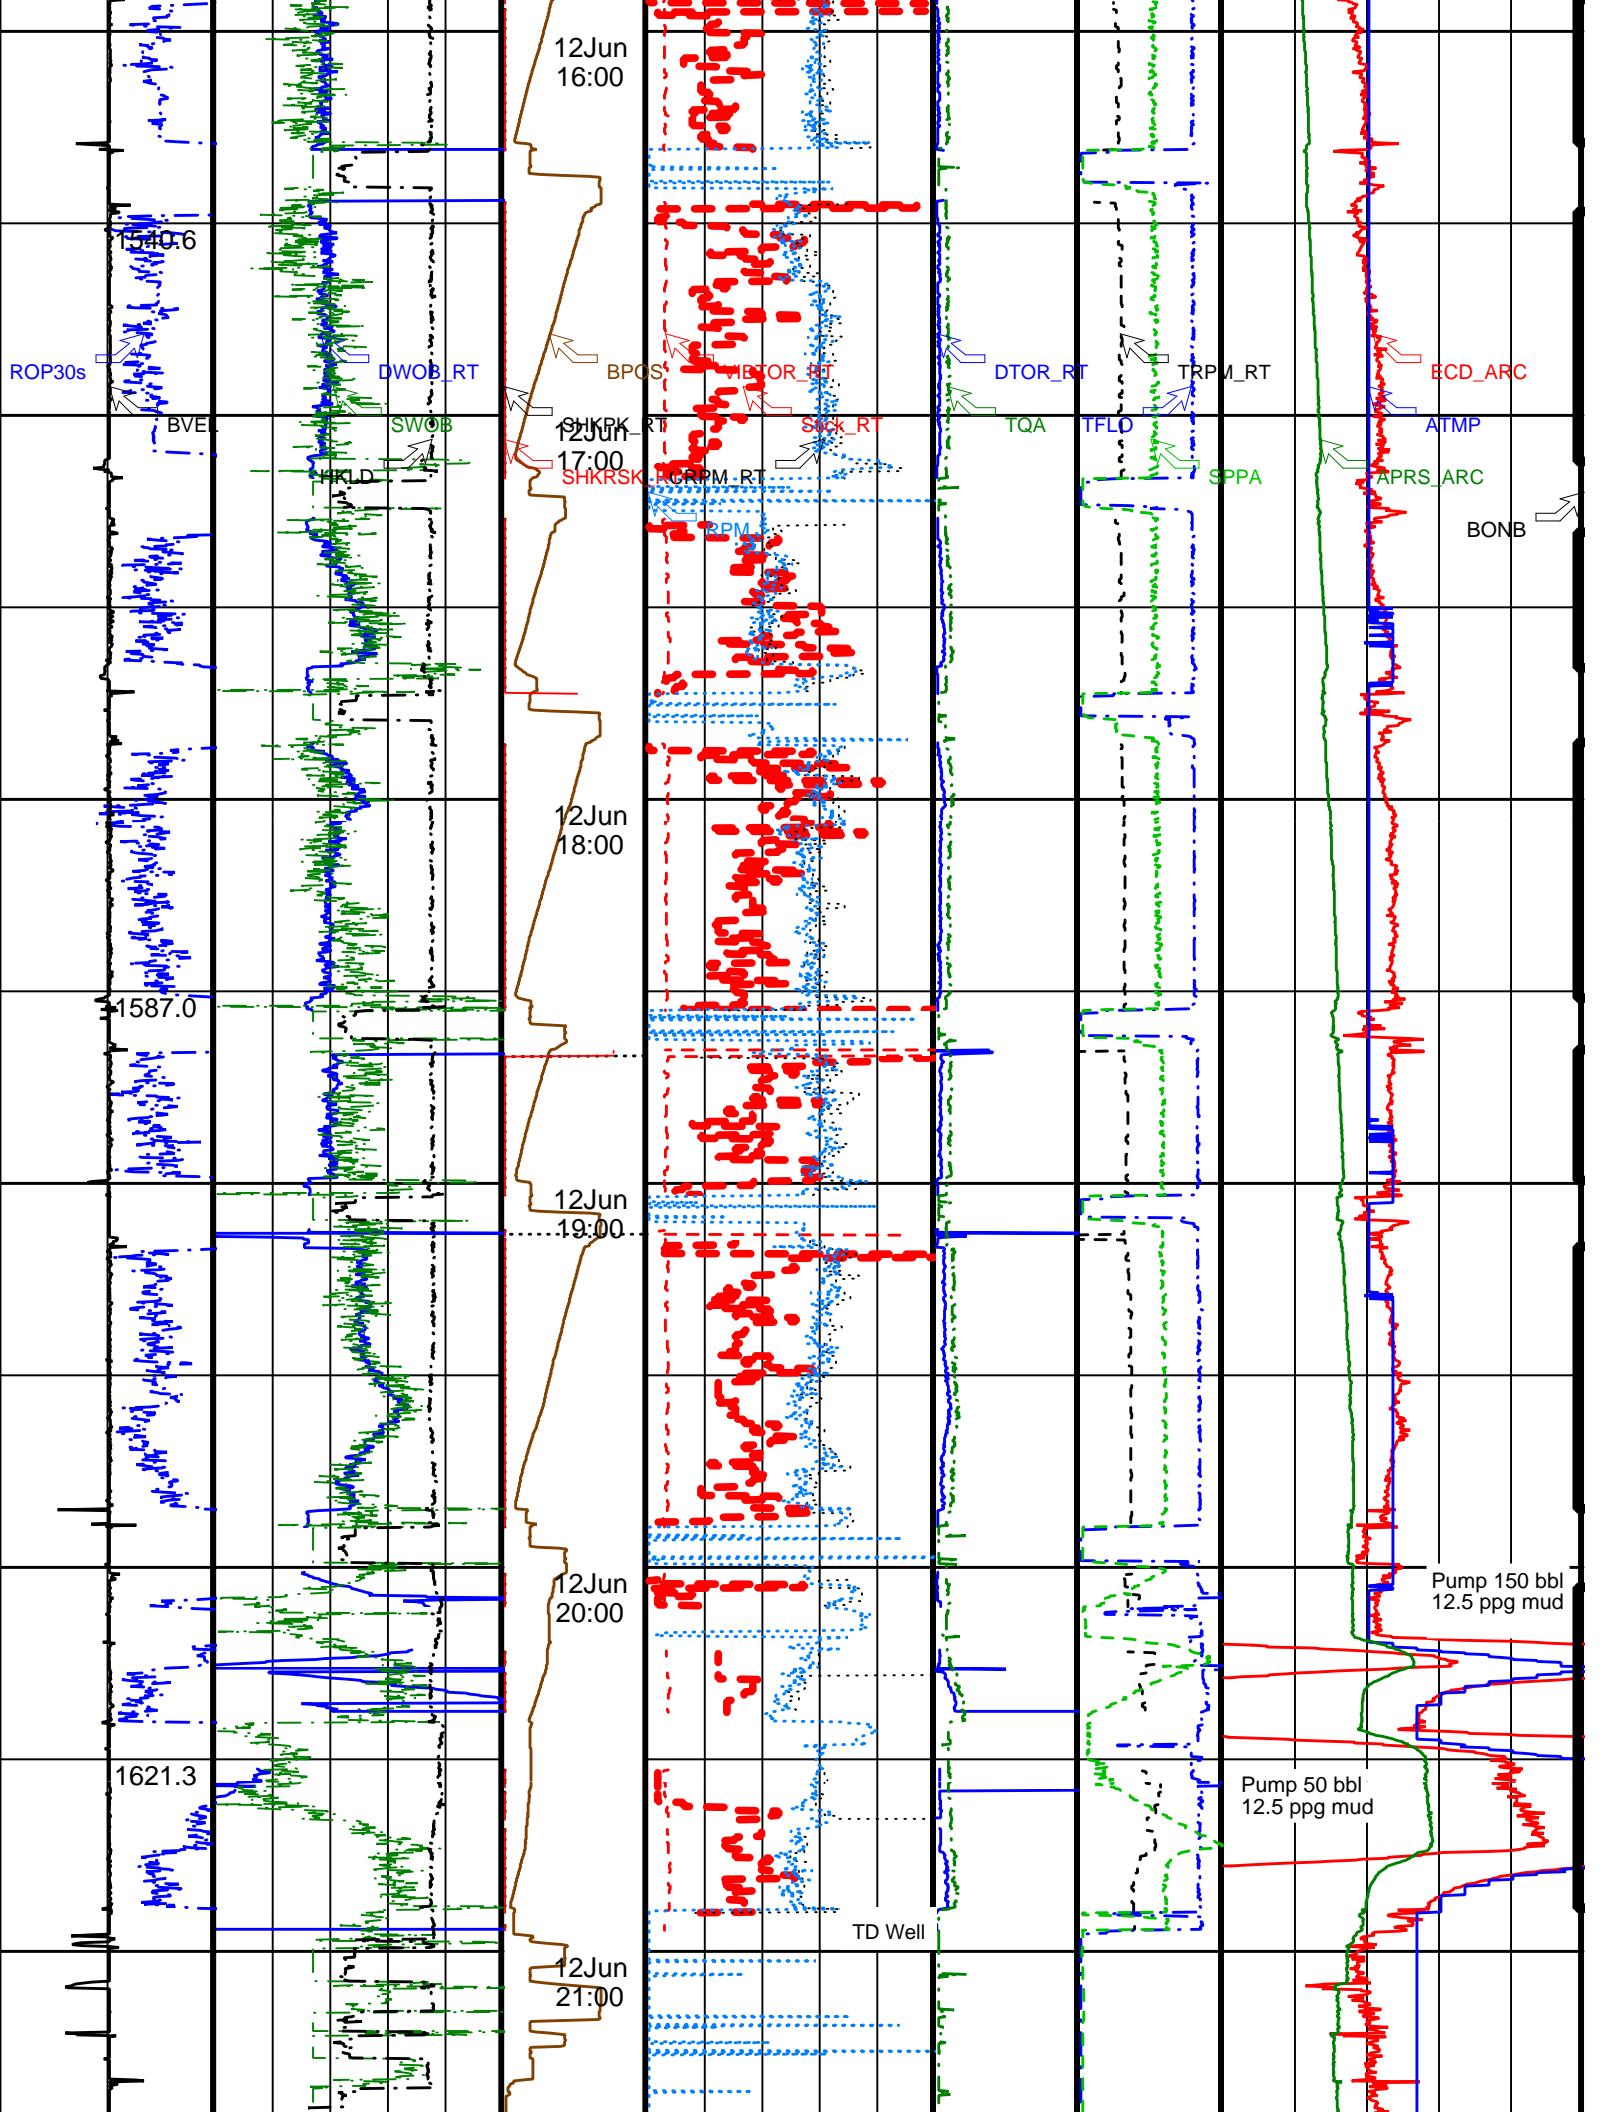 12Jun
16:00
1540.6
ROP30s
DWOB_RT
BPOS
VIBTOR_RT
DTOR_RT
TRPM_RT
ECD_ARC
BVEL
SWOB
SHKPK_RT
Stick_RT
TQA
TFLO
ATMP
12Jun
17:00
HKLD
SHKRSK_
CRPM_RT
SPPA
APRS_ARC
RPM
BONB
12Jun
18:00
1587.0
12Jun
19:00
12Jun
20:00
Pump 150 bbl
12.5 ppg mud
1621.3
Pump 50 bbl
12.5 ppg mud
TD Well
12Jun
21:00